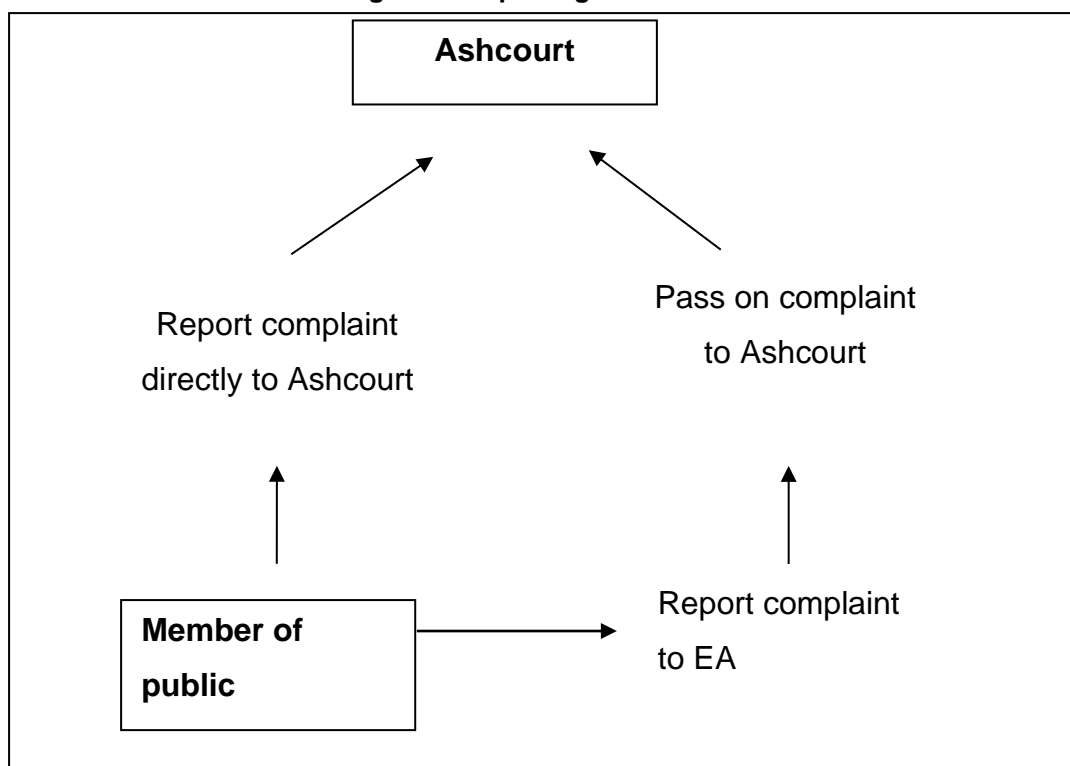 Ashcourt
Report complaint
directly to Ashcourt
Pass on complaint
to Ashcourt
Member of
public
Report complaint
to EA